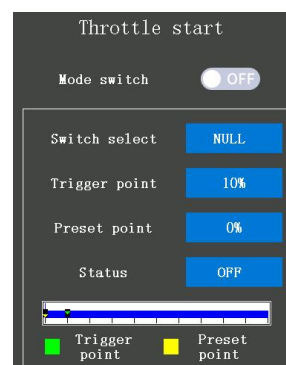 Throttle start
Mode switch OFF
Switch select NULL
Trigger point 10%
Preset point 0%
Status OFF
Trigger point Preset point